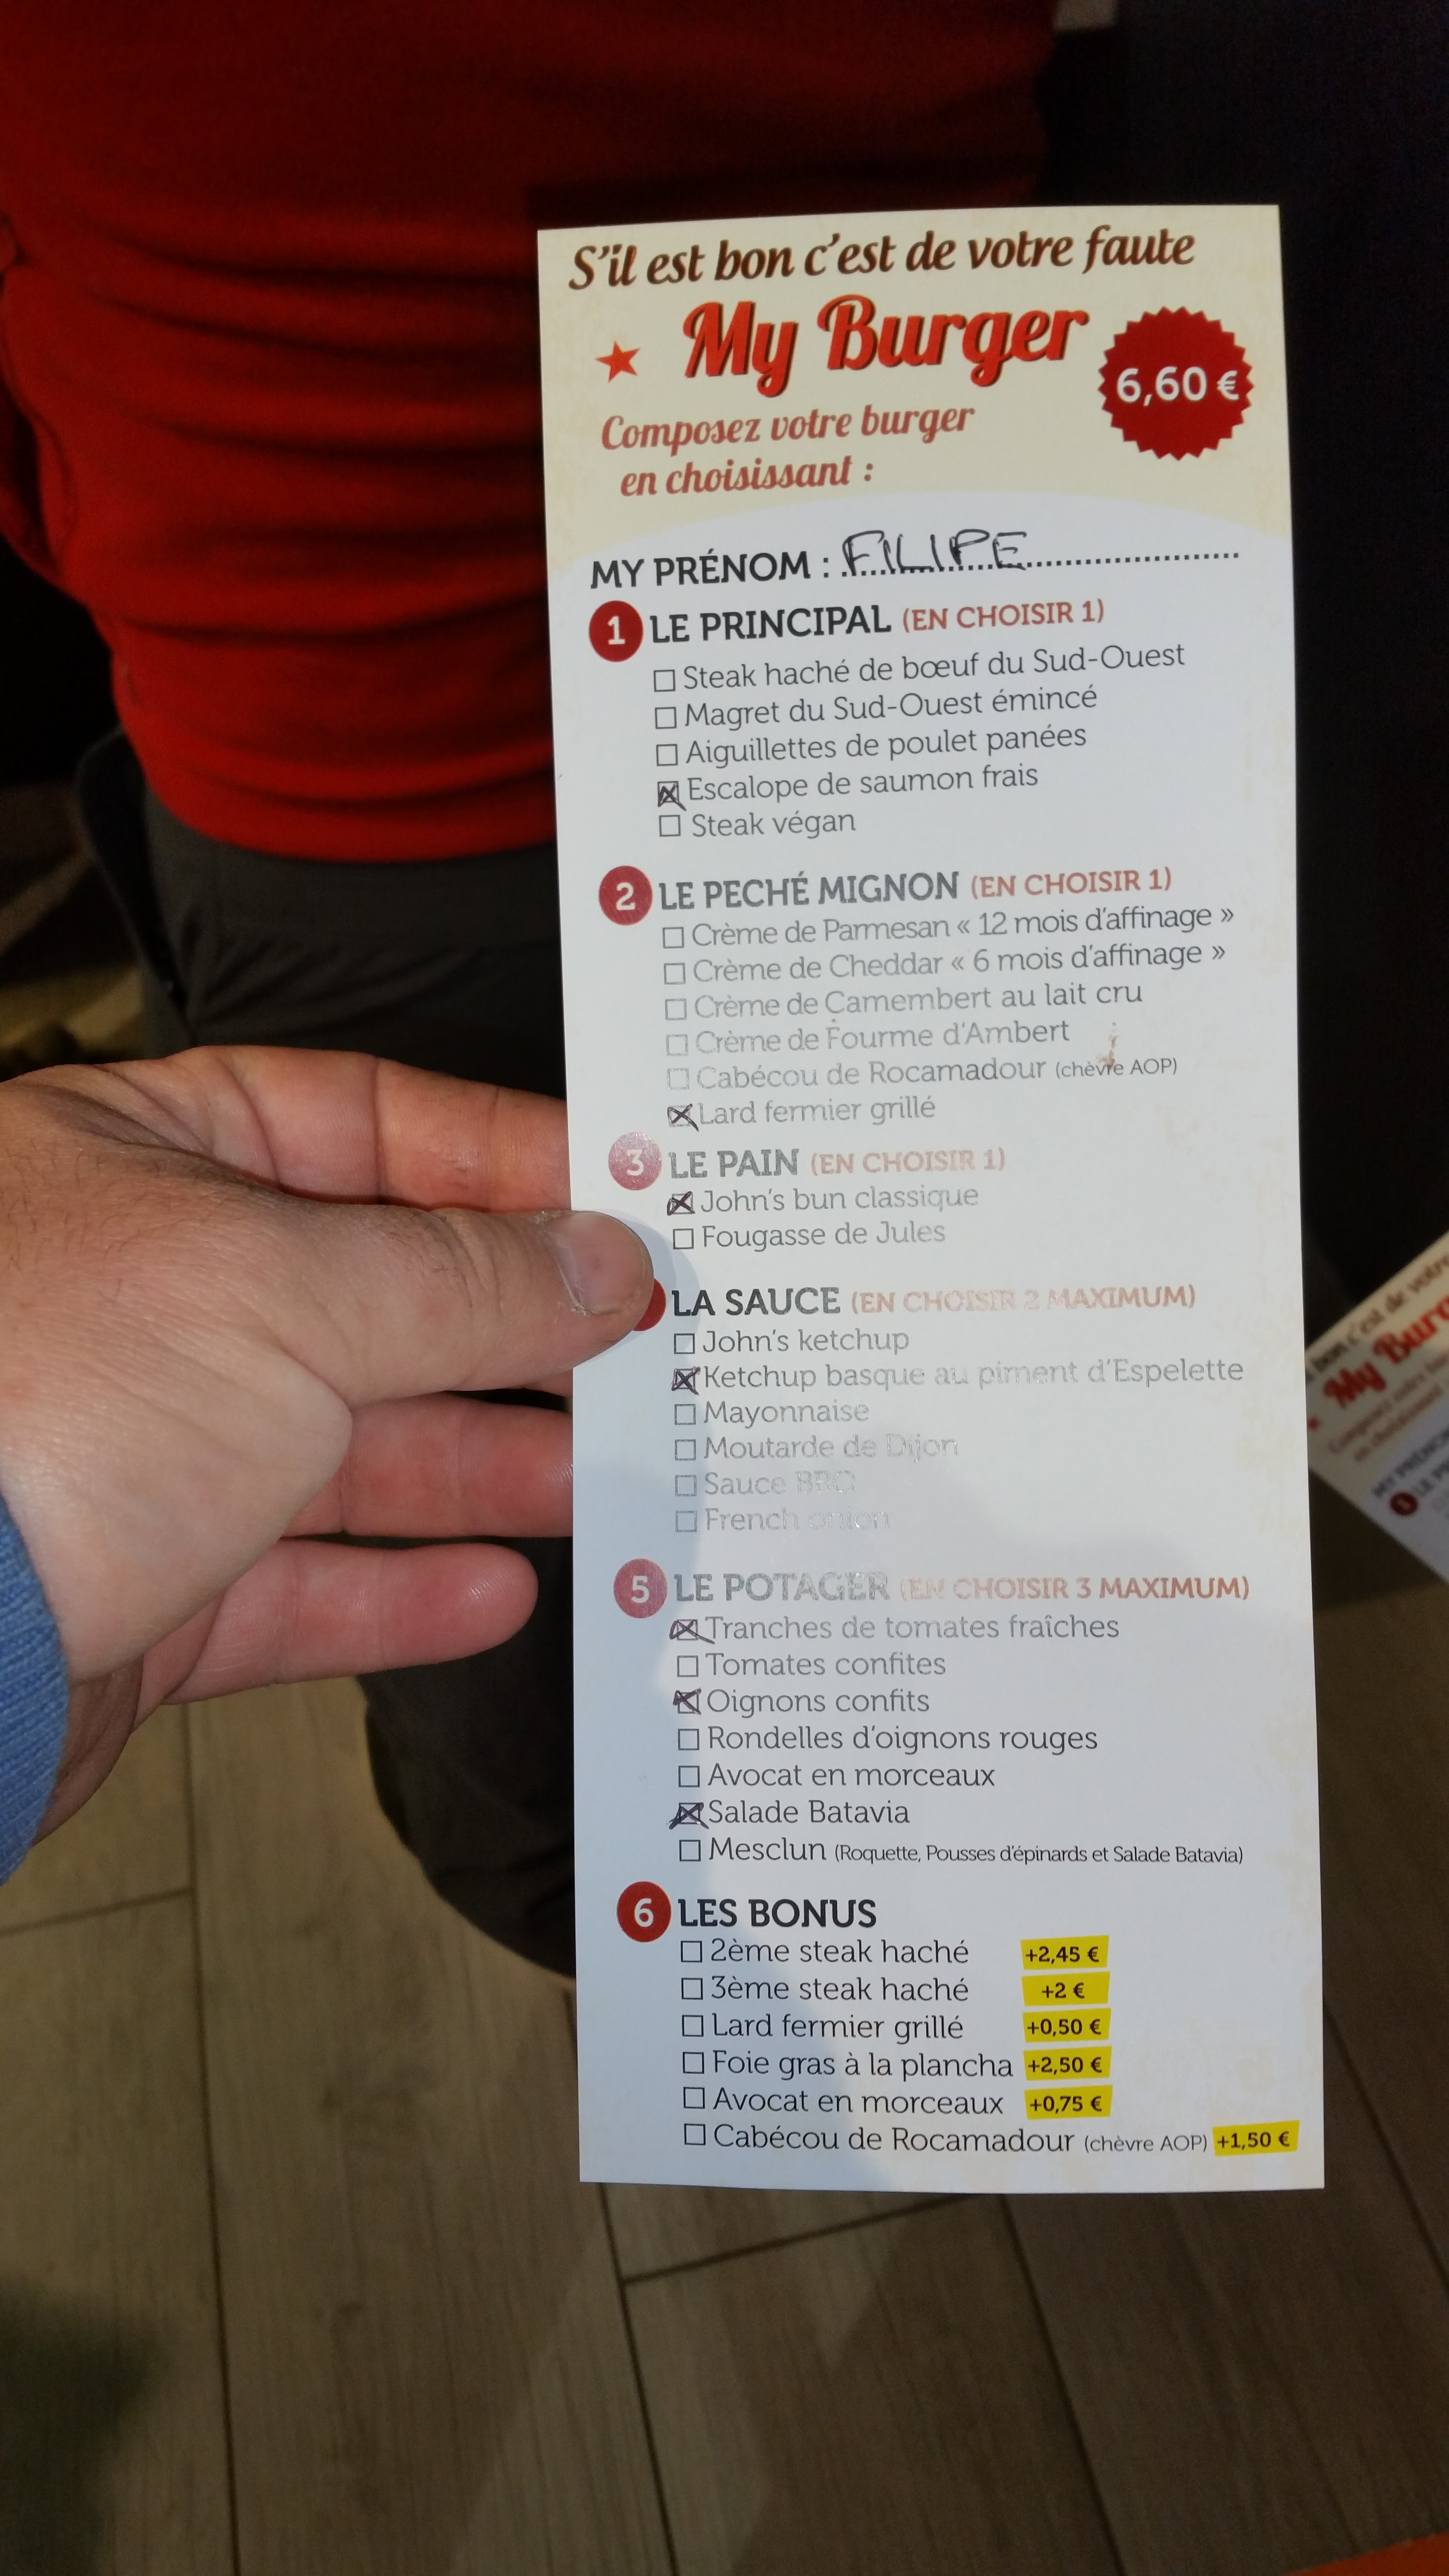 S'il est bon c'est de votre faute
My Burger
6,60 €
Composez votre burger
en choisissant :
MY PRÉNOM : FILIPE
1 LE PRINCIPAL (EN CHOISIR 1)
Steak haché de bœuf du Sud-Ouest
Magret du Sud-Ouest émincé
Aiguillettes de poulet panées
Escalope de saumon frais
Steak végan
2 LE PECHÉ MIGNON (EN CHOISIR 1)
Crème de Parmesan « 12 mois d'affinage »
Crème de Cheddar « 6 mois d'affinage »
Crème de Camembert au lait cru
Crème de Fourme d'Ambert
Cabécou de Rocamadour (chèvre AOP)
Lard fermier grillé
3 LE PAIN (EN CHOISIR 1)
John's bun classique
Fougasse de Jules
LA SAUCE (EN CHOISIR 2 MAXIMUM)
John's ketchup
Ketchup basque au piment d'Espelette
Mayonnaise
Moutarde de Dijon
Sauce
French onion
5 LE POTAGER (EN CHOISIR 3 MAXIMUM)
Tranches de tomates fraîches
Tomates confites
Oignons confits
Rondelles d'oignons rouges
Avocat en morceaux
Salade Batavia
Mesclun (Roquette, Pousses d'épinards et Salade Batavia)
6 LES BONUS
2ème steak haché +2,45 €
3ème steak haché +2 €
Lard fermier grillé +0,50 €
Foie gras à la plancha +2,50 €
Avocat en morceaux +0,75 €
Cabécou de Rocamadour (chèvre AOP) +1,50 €